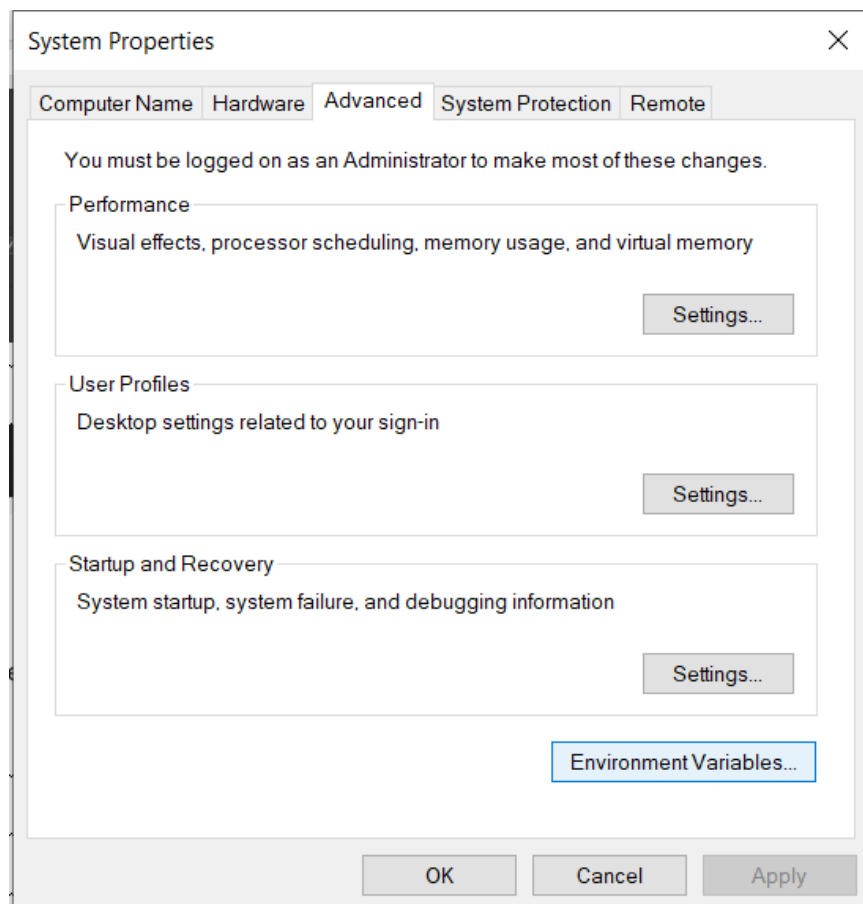 System Properties
Computer Name Hardware Advanced System Protection Remote
You must be logged on as an Administrator to make most of these changes.
Performance
Visual effects, processor scheduling, memory usage, and virtual memory
Settings...
User Profiles
Desktop settings related to your sign-in
Settings...
Startup and Recovery
System startup, system failure, and debugging information
Settings...
Environment Variables...
OK Cancel Apply